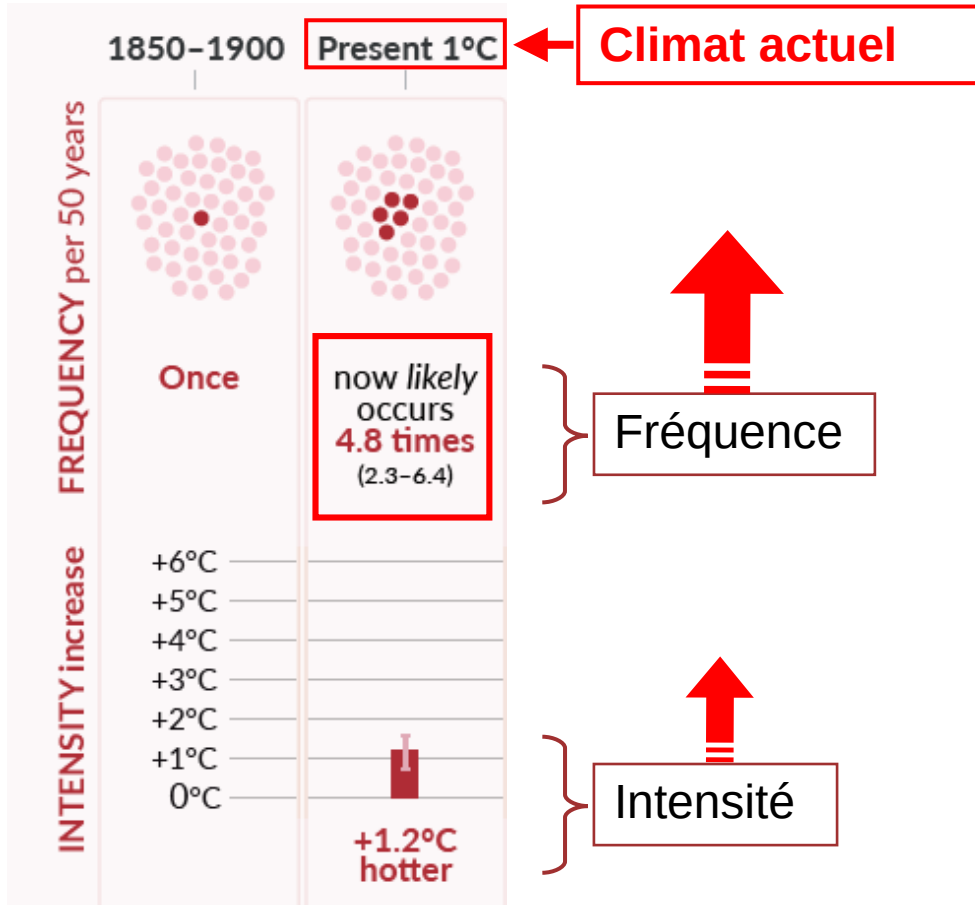 1850–1900
Present 1°C
Climat actuel
FREQUENCY per 50 years
Once
now likely
occurs
4.8 times
(2.3–6.4)
Fréquence
INTENSITY increase
+6°C
+5°C
+4°C
+3°C
+2°C
+1°C
0°C
+1.2°C
hotter
Intensité